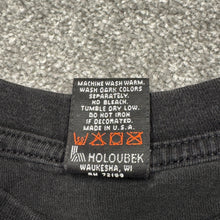 MACHINE WASH WARM.
WASH DARK COLORS
SEPARATELY.
NO BLEACH.
TUMBLE DRY LOW.
DO NOT IRON
IF DECORATED.
MADE IN U.S.A.
HOLOUBEK
WAUKESHA, WI